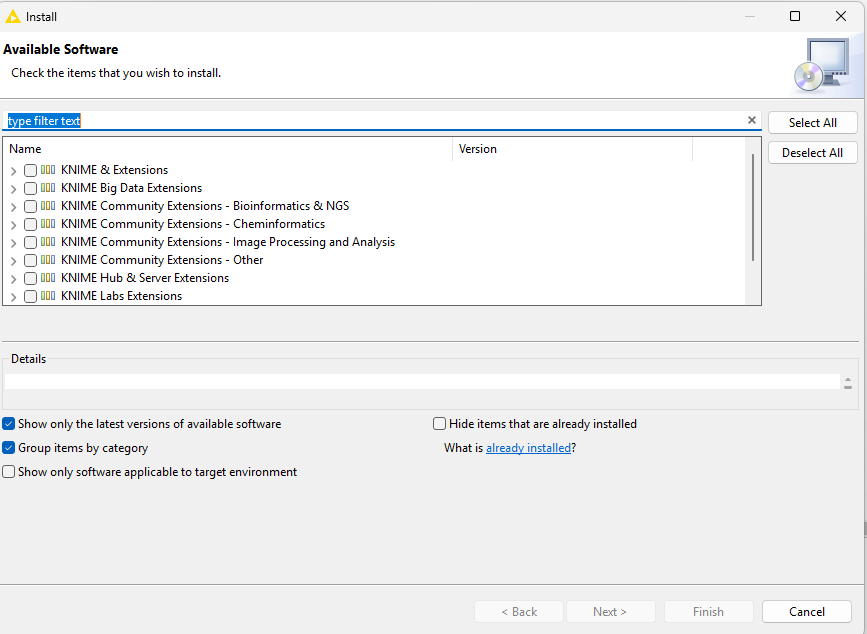 Install
Available Software
Check the items that you wish to install.
type filter text
Select All
Deselect All
Name Version
KNIME & Extensions
KNIME Big Data Extensions
KNIME Community Extensions - Bioinformatics & NGS
KNIME Community Extensions - Cheminformatics
KNIME Community Extensions - Image Processing and Analysis
KNIME Community Extensions - Other
KNIME Hub & Server Extensions
KNIME Labs Extensions
Details
Show only the latest versions of available software
Hide items that are already installed
Group items by category
What is already installed?
Show only software applicable to target environment
< Back
Next >
Finish
Cancel